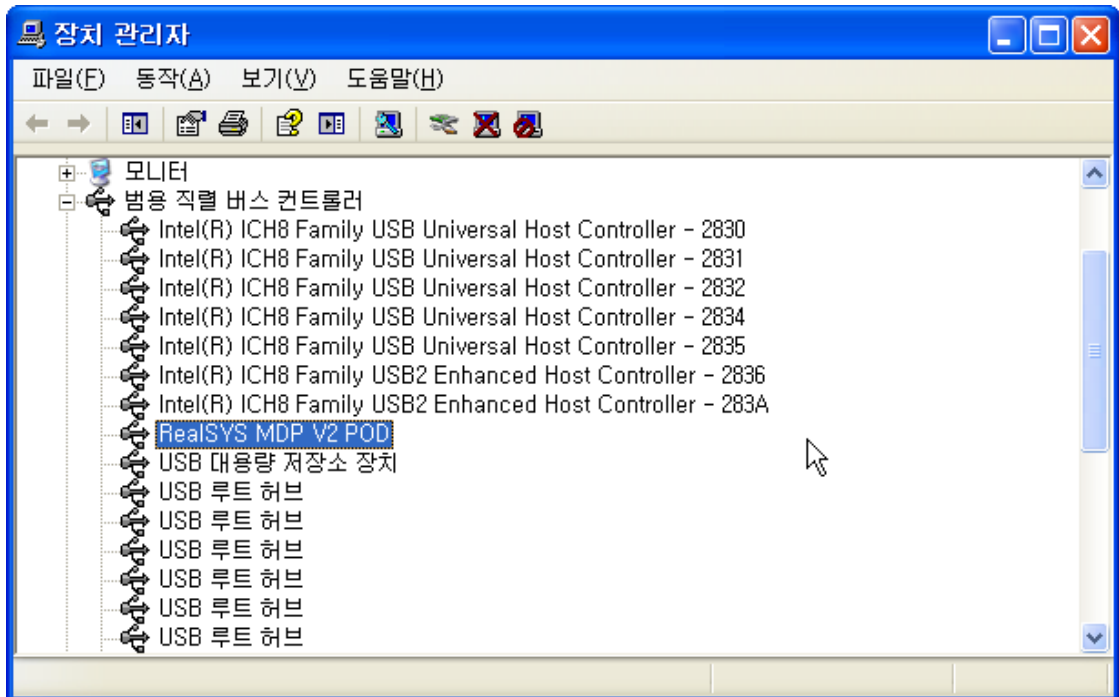 장치 관리자
파일(F) 동작(A) 보기(V) 도움말(H)
모니터
범용 직렬 버스 컨트롤러
Intel(R) ICH8 Family USB Universal Host Controller - 2830
Intel(R) ICH8 Family USB Universal Host Controller - 2831
Intel(R) ICH8 Family USB Universal Host Controller - 2832
Intel(R) ICH8 Family USB Universal Host Controller - 2834
Intel(R) ICH8 Family USB Universal Host Controller - 2835
Intel(R) ICH8 Family USB2 Enhanced Host Controller - 2836
Intel(R) ICH8 Family USB2 Enhanced Host Controller - 283A
RealSYS MDP V2 POD
USB 대용량 저장소 장치
USB 루트 허브
USB 루트 허브
USB 루트 허브
USB 루트 허브
USB 루트 허브
USB 루트 허브